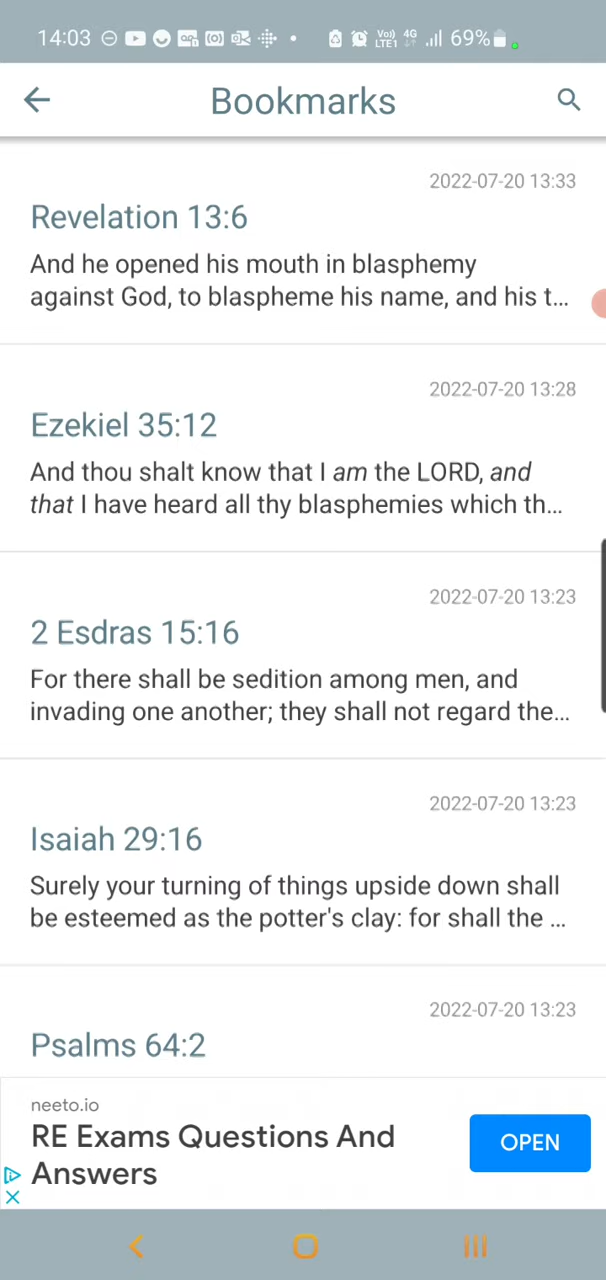 14:03 Vo)) 4G LTE1 69%
Bookmarks
2022-07-20 13:33
Revelation 13:6
And he opened his mouth in blasphemy
against God, to blaspheme his name, and his t...
2022-07-20 13:28
Ezekiel 35:12
And thou shalt know that I am the LORD, and
that I have heard all thy blasphemies which th...
2022-07-20 13:23
2 Esdras 15:16
For there shall be sedition among men, and
invading one another; they shall not regard the...
2022-07-20 13:23
Isaiah 29:16
Surely your turning of things upside down shall
be esteemed as the potter's clay: for shall the ...
2022-07-20 13:23
Psalms 64:2
neeto.io
RE Exams Questions And
Answers
OPEN